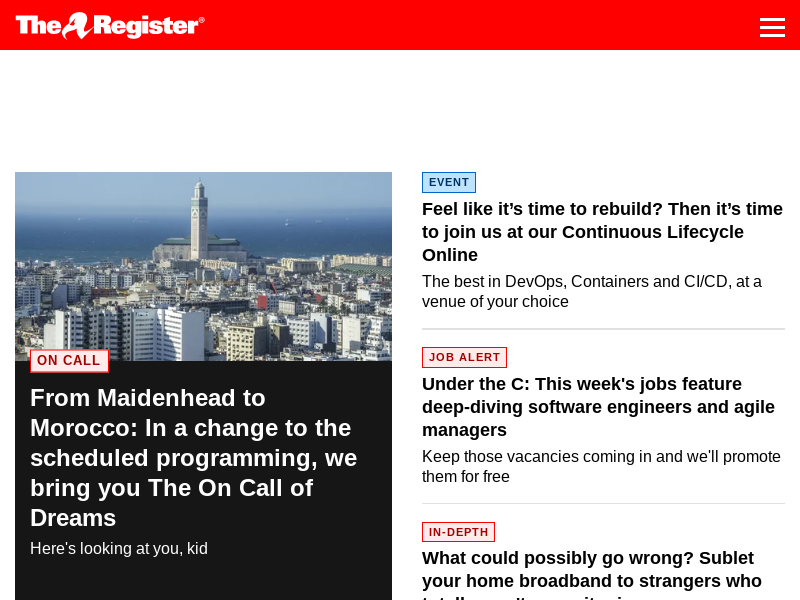 The Register®
ON CALL
From Maidenhead to
Morocco: In a change to the
scheduled programming, we
bring you The On Call of
Dreams
Here's looking at you, kid
EVENT
Feel like it’s time to rebuild? Then it’s time
to join us at our Continuous Lifecycle
Online
The best in DevOps, Containers and CI/CD, at a
venue of your choice
JOB ALERT
Under the C: This week's jobs feature
deep-diving software engineers and agile
managers
Keep those vacancies coming in and we'll promote
them for free
IN-DEPTH
What could possibly go wrong? Sublet
your home broadband to strangers who